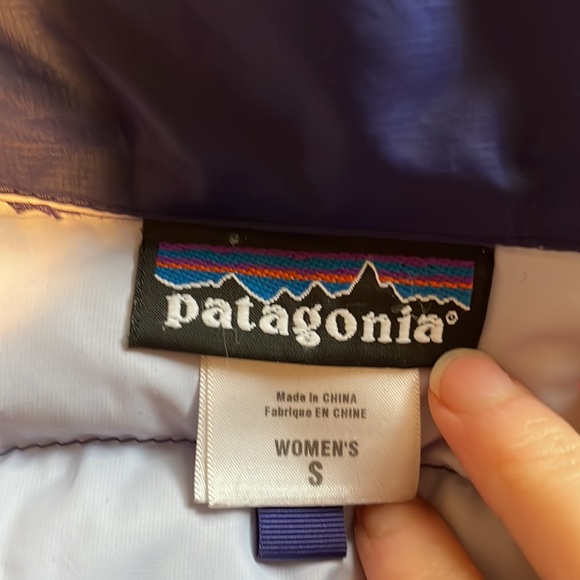 patagonia®
Made in CHINA
Fabriqué EN CHINE
WOMEN'S
S